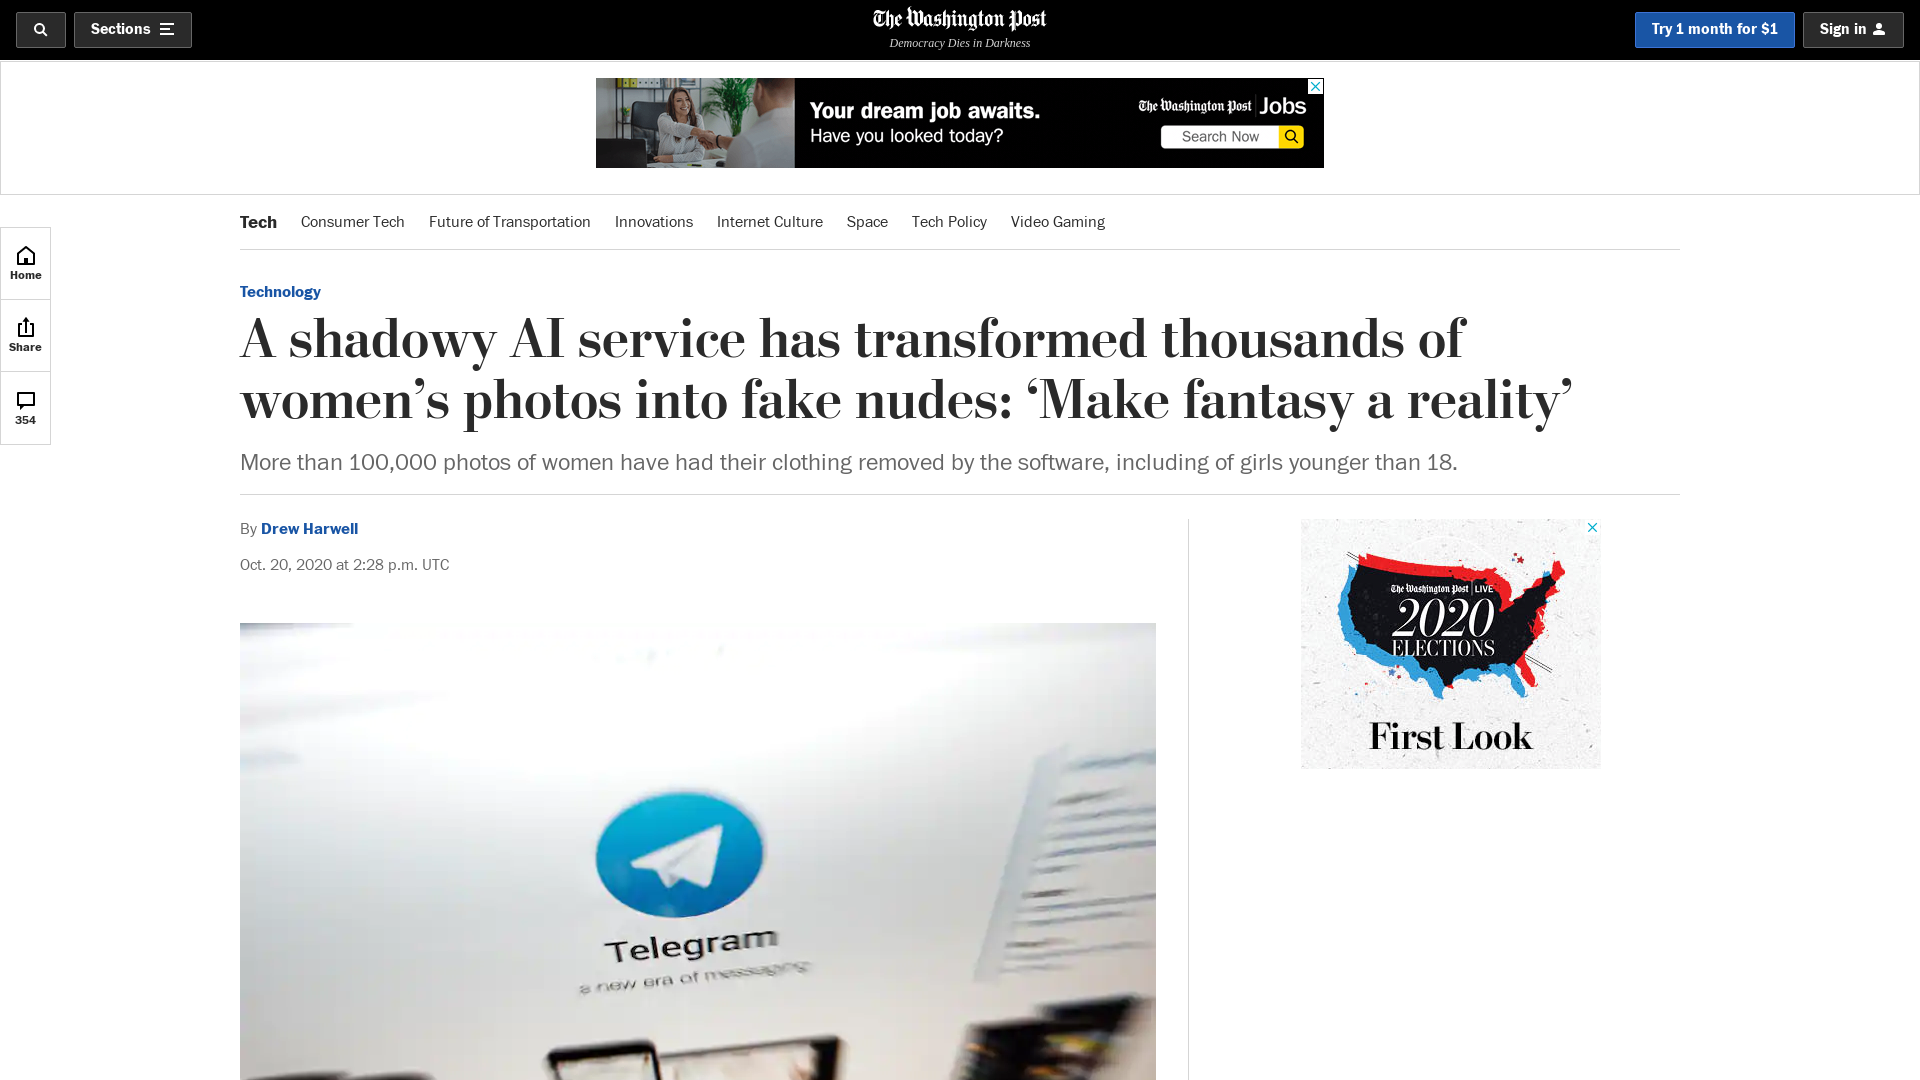 Sections
The Washington Post
Democracy Dies in Darkness
Try 1 month for $1
Sign in
Your dream job awaits.
Have you looked today?
The Washington Post Jobs
Search Now
Tech Consumer Tech Future of Transportation Innovations Internet Culture Space Tech Policy Video Gaming
Home
Share
354
Technology
A shadowy AI service has transformed thousands of
women’s photos into fake nudes: ‘Make fantasy a reality’
More than 100,000 photos of women have had their clothing removed by the software, including of girls younger than 18.
By Drew Harwell
Oct. 20, 2020 at 2:28 p.m. UTC
Telegram
a new era of messaging
The Washington Post LIVE
2020
ELECTIONS
First Look